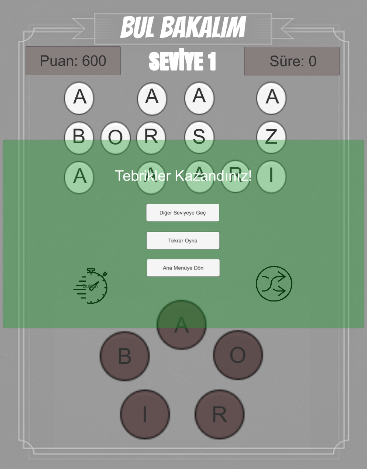 BUL BAKALIM
Puan: 600
SEVİYE 1
Süre: 0
A A A A
B O R S Z
A A A R I
Tebrikler Kazandınız!
Diğer Seviyeye Geç
Tekrar Oyna
Ana Menüye Dön
A
B O
I R